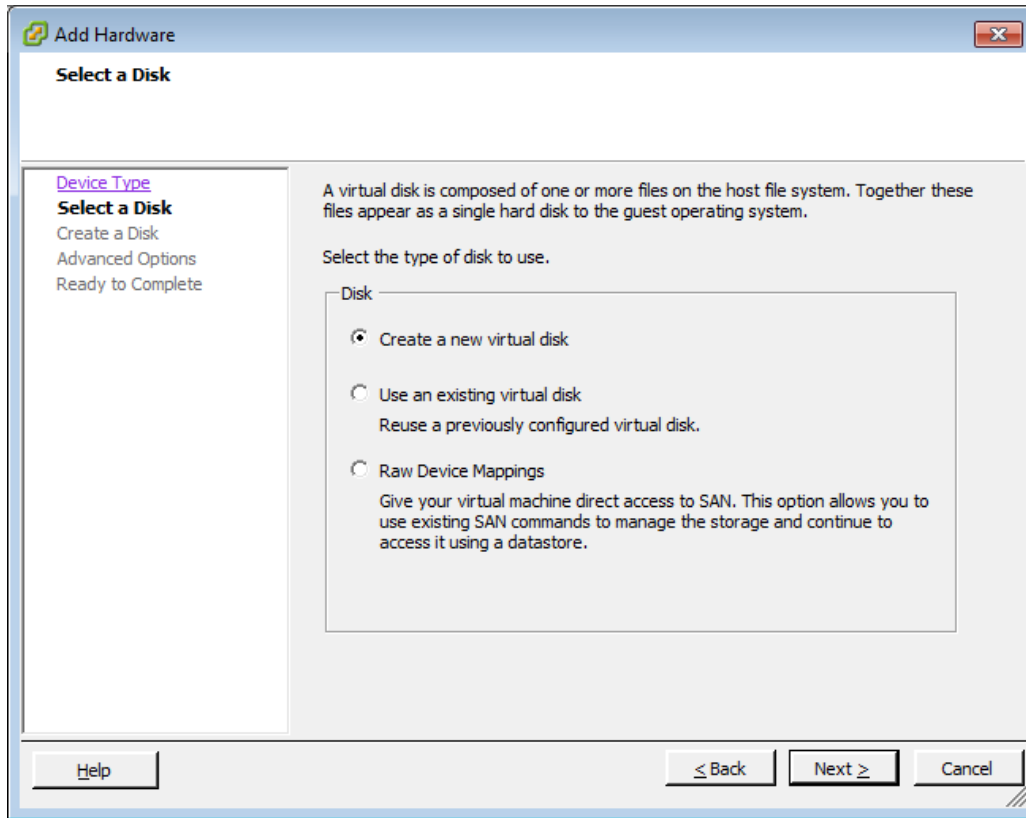 Add Hardware
Select a Disk
Device Type
Select a Disk
Create a Disk
Advanced Options
Ready to Complete
A virtual disk is composed of one or more files on the host file system. Together these
files appear as a single hard disk to the guest operating system.
Select the type of disk to use.
Disk
Create a new virtual disk
Use an existing virtual disk
Reuse a previously configured virtual disk.
Raw Device Mappings
Give your virtual machine direct access to SAN. This option allows you to
use existing SAN commands to manage the storage and continue to
access it using a datastore.
Help
< Back
Next >
Cancel